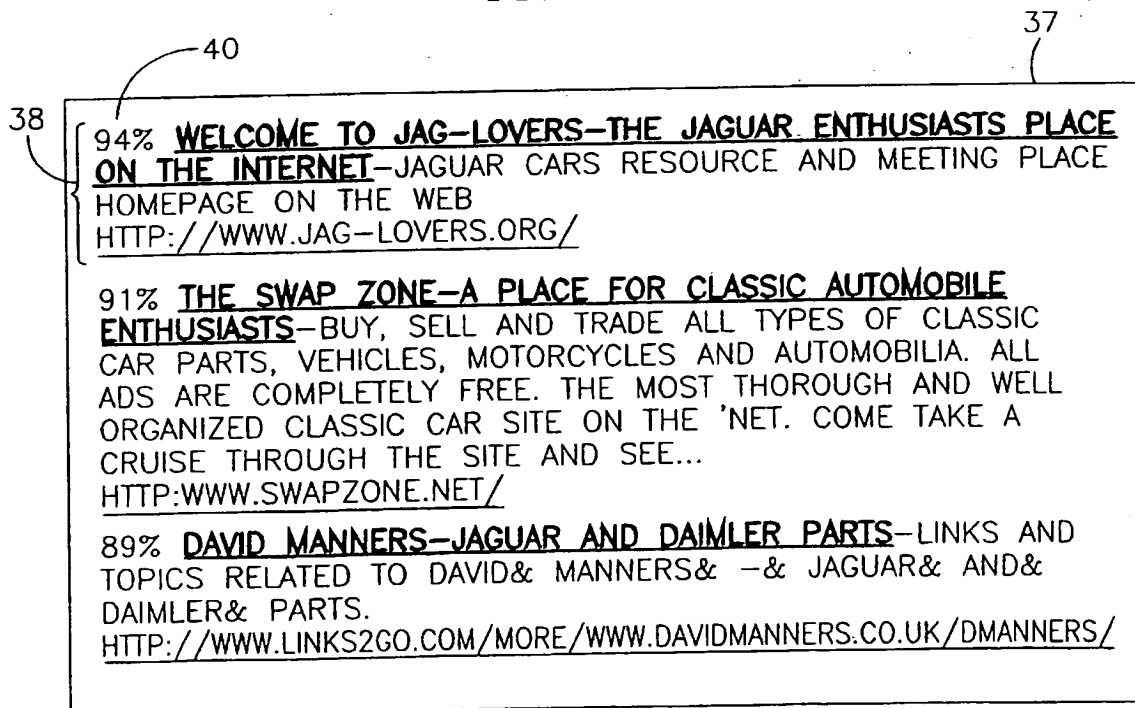 37
40
38
94% WELCOME TO JAG-LOVERS-THE JAGUAR ENTHUSIASTS PLACE
ON THE INTERNET-JAGUAR CARS RESOURCE AND MEETING PLACE
HOMEPAGE ON THE WEB
HTTP://WWW.JAG-LOVERS.ORG/
91% THE SWAP ZONE-A PLACE FOR CLASSIC AUTOMOBILE
ENTHUSIASTS-BUY, SELL AND TRADE ALL TYPES OF CLASSIC
CAR PARTS, VEHICLES, MOTORCYCLES AND AUTOMOBILIA. ALL
ADS ARE COMPLETELY FREE. THE MOST THOROUGH AND WELL
ORGANIZED CLASSIC CAR SITE ON THE 'NET. COME TAKE A
CRUISE THROUGH THE SITE AND SEE...
HTTP:WWW.SWAPZONE.NET/
89% DAVID MANNERS-JAGUAR AND DAIMLER PARTS-LINKS AND
TOPICS RELATED TO DAVID& MANNERS& -& JAGUAR& AND&
DAIMLER& PARTS.
HTTP://WWW.LINKS2GO.COM/MORE/WWW.DAVIDMANNERS.CO.UK/DMANNERS/